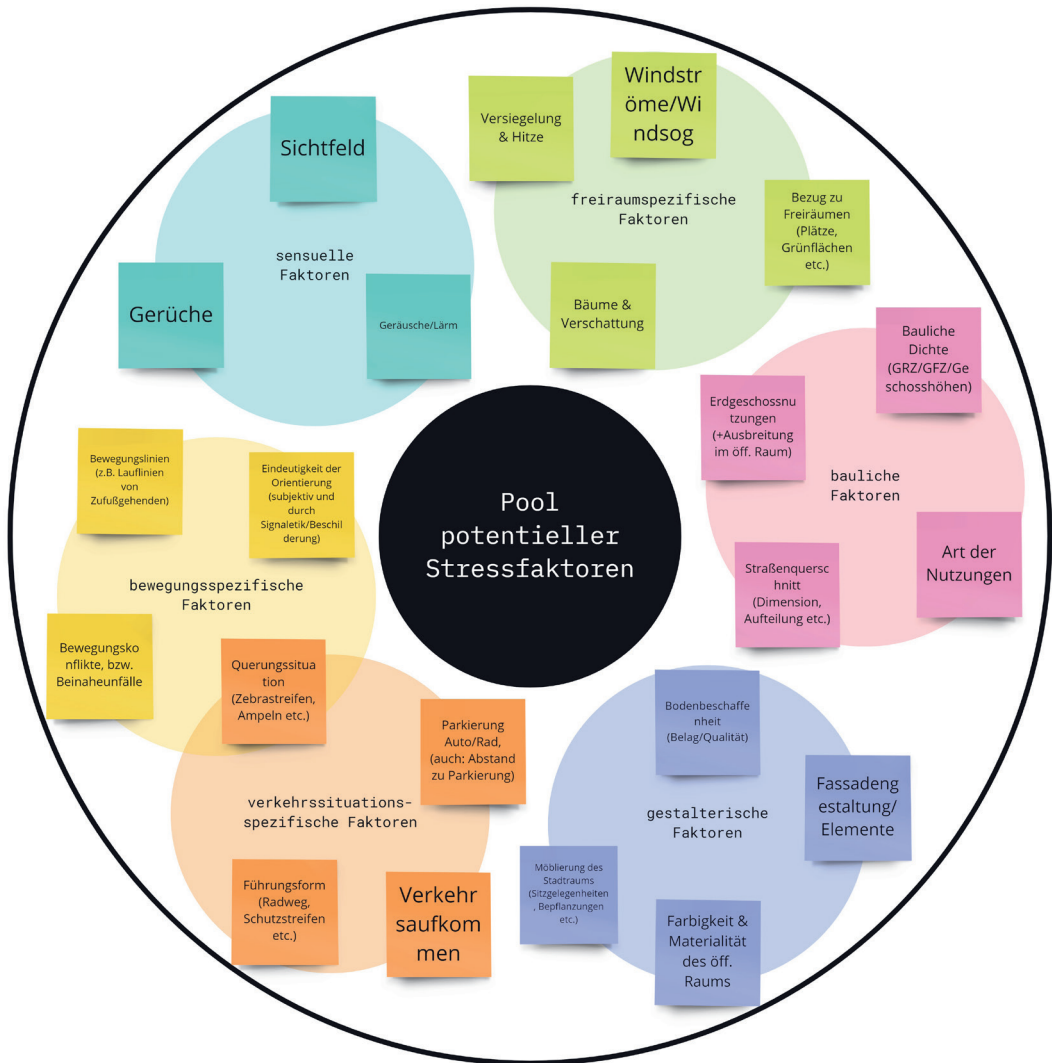 Sichtfeld
sensuelle
Faktoren
Gerüche
Geräusche/Lärm
Windstr
öme/Wi
ndsog
Versiegelung
& Hitze
freiraumspezifische
Faktoren
Bezug zu
Freiräumen
(Plätze,
Grünflächen
etc.)
Bäume &
Verschattung
Bauliche
Dichte
(GRZ/GFZ/Ge
schosshöhen)
Erdgeschossnu
tzungen
(+Ausbreitung
im öff. Raum)
bauliche
Faktoren
Straßenquersc
hnitt
(Dimension,
Aufteilung etc.)
Art der
Nutzungen
Pool
potentieller
Stressfaktoren
Bewegungslinien
(z.B. Lauflinien
von
Zufußgehenden)
Eindeutigkeit der
Orientierung
(subjektiv und
durch
Signaletik/Beschil
derung)
bewegungsspezifische
Faktoren
Bewegungsko
nflikte, bzw.
Beinaheunfälle
Querungssitua
tion
(Zebrastreifen,
Ampeln etc.)
Parkierung
Auto/Rad,
(auch: Abstand
zu Parkierung)
verkehrssituations-
spezifische Faktoren
Führungsform
(Radweg,
Schutzstreifen
etc.)
Verkehr
saufkom
men
Bodenbeschaffe
nheit
(Belag/Qualität)
gestalterische
Faktoren
Fassadeng
estaltung/
Elemente
Möblierung des
Stadtraums
(Sitzgelegenheiten
, Bepflanzungen
etc.)
Farbigkeit &
Materialität
des öff.
Raums